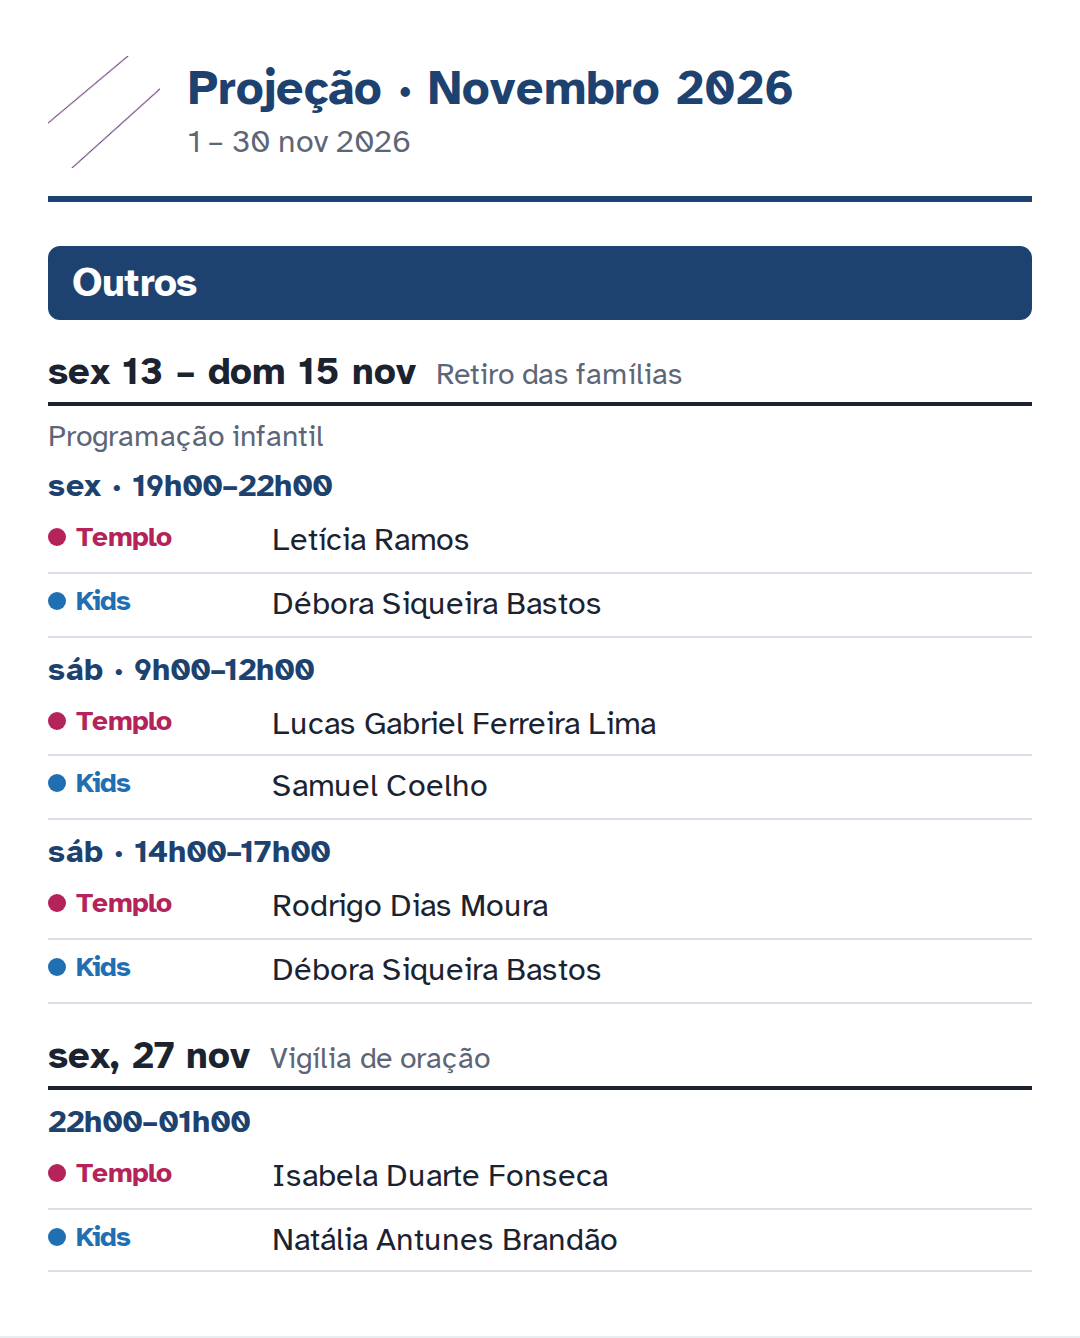 Projeção • Novembro 2026
1 – 30 nov 2026
Outros
sex 13 – dom 15 nov Retiro das famílias
Programação infantil
sex • 19h00–22h00
Templo Letícia Ramos
Kids Débora Siqueira Bastos
sáb • 9h00–12h00
Templo Lucas Gabriel Ferreira Lima
Kids Samuel Coelho
sáb • 14h00–17h00
Templo Rodrigo Dias Moura
Kids Débora Siqueira Bastos
sex, 27 nov Vigília de oração
22h00–01h00
Templo Isabela Duarte Fonseca
Kids Natália Antunes Brandão